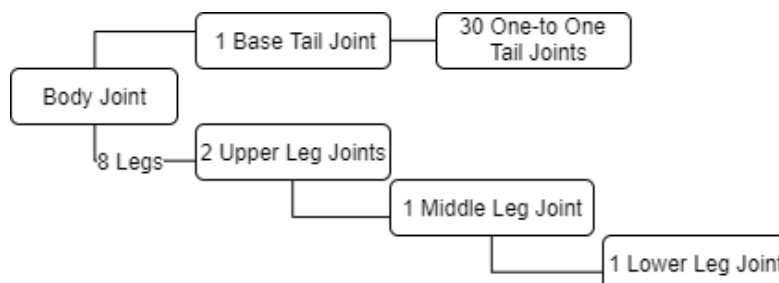 1 Base Tail Joint
30 One-to One
Tail Joints
Body Joint
8 Legs
2 Upper Leg Joints
1 Middle Leg Joint
1 Lower Leg Joint